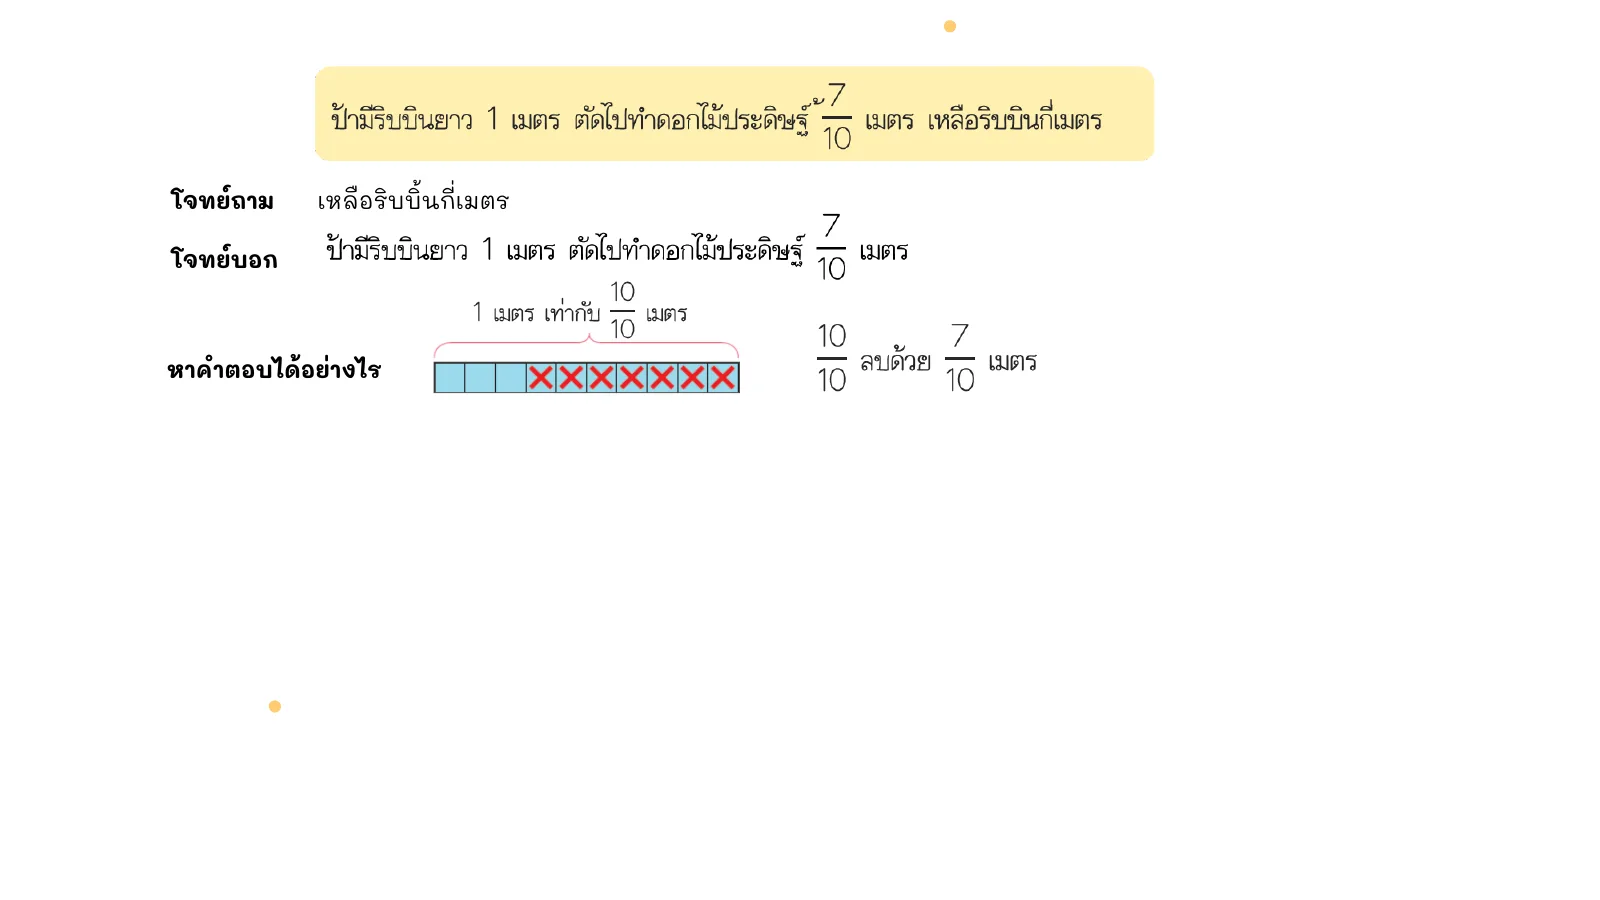 ป้ามีริบบินยาว 1 เมตร ตัดไปทำดอกไม้ประดิษฐ์ ้ 7/10 เมตร เหลือริบบินกี่เมตร
โจทย์ถาม เหลือริบบิ้นกี่เมตร
โจทย์บอก ป้ามีริบบินยาว 1 เมตร ตัดไปทำดอกไม้ประดิษฐ์ 7/10 เมตร
1 เมตร เท่ากับ 10/10 เมตร
หาคำตอบได้อย่างไร 10/10 ลบด้วย 7/10 เมตร